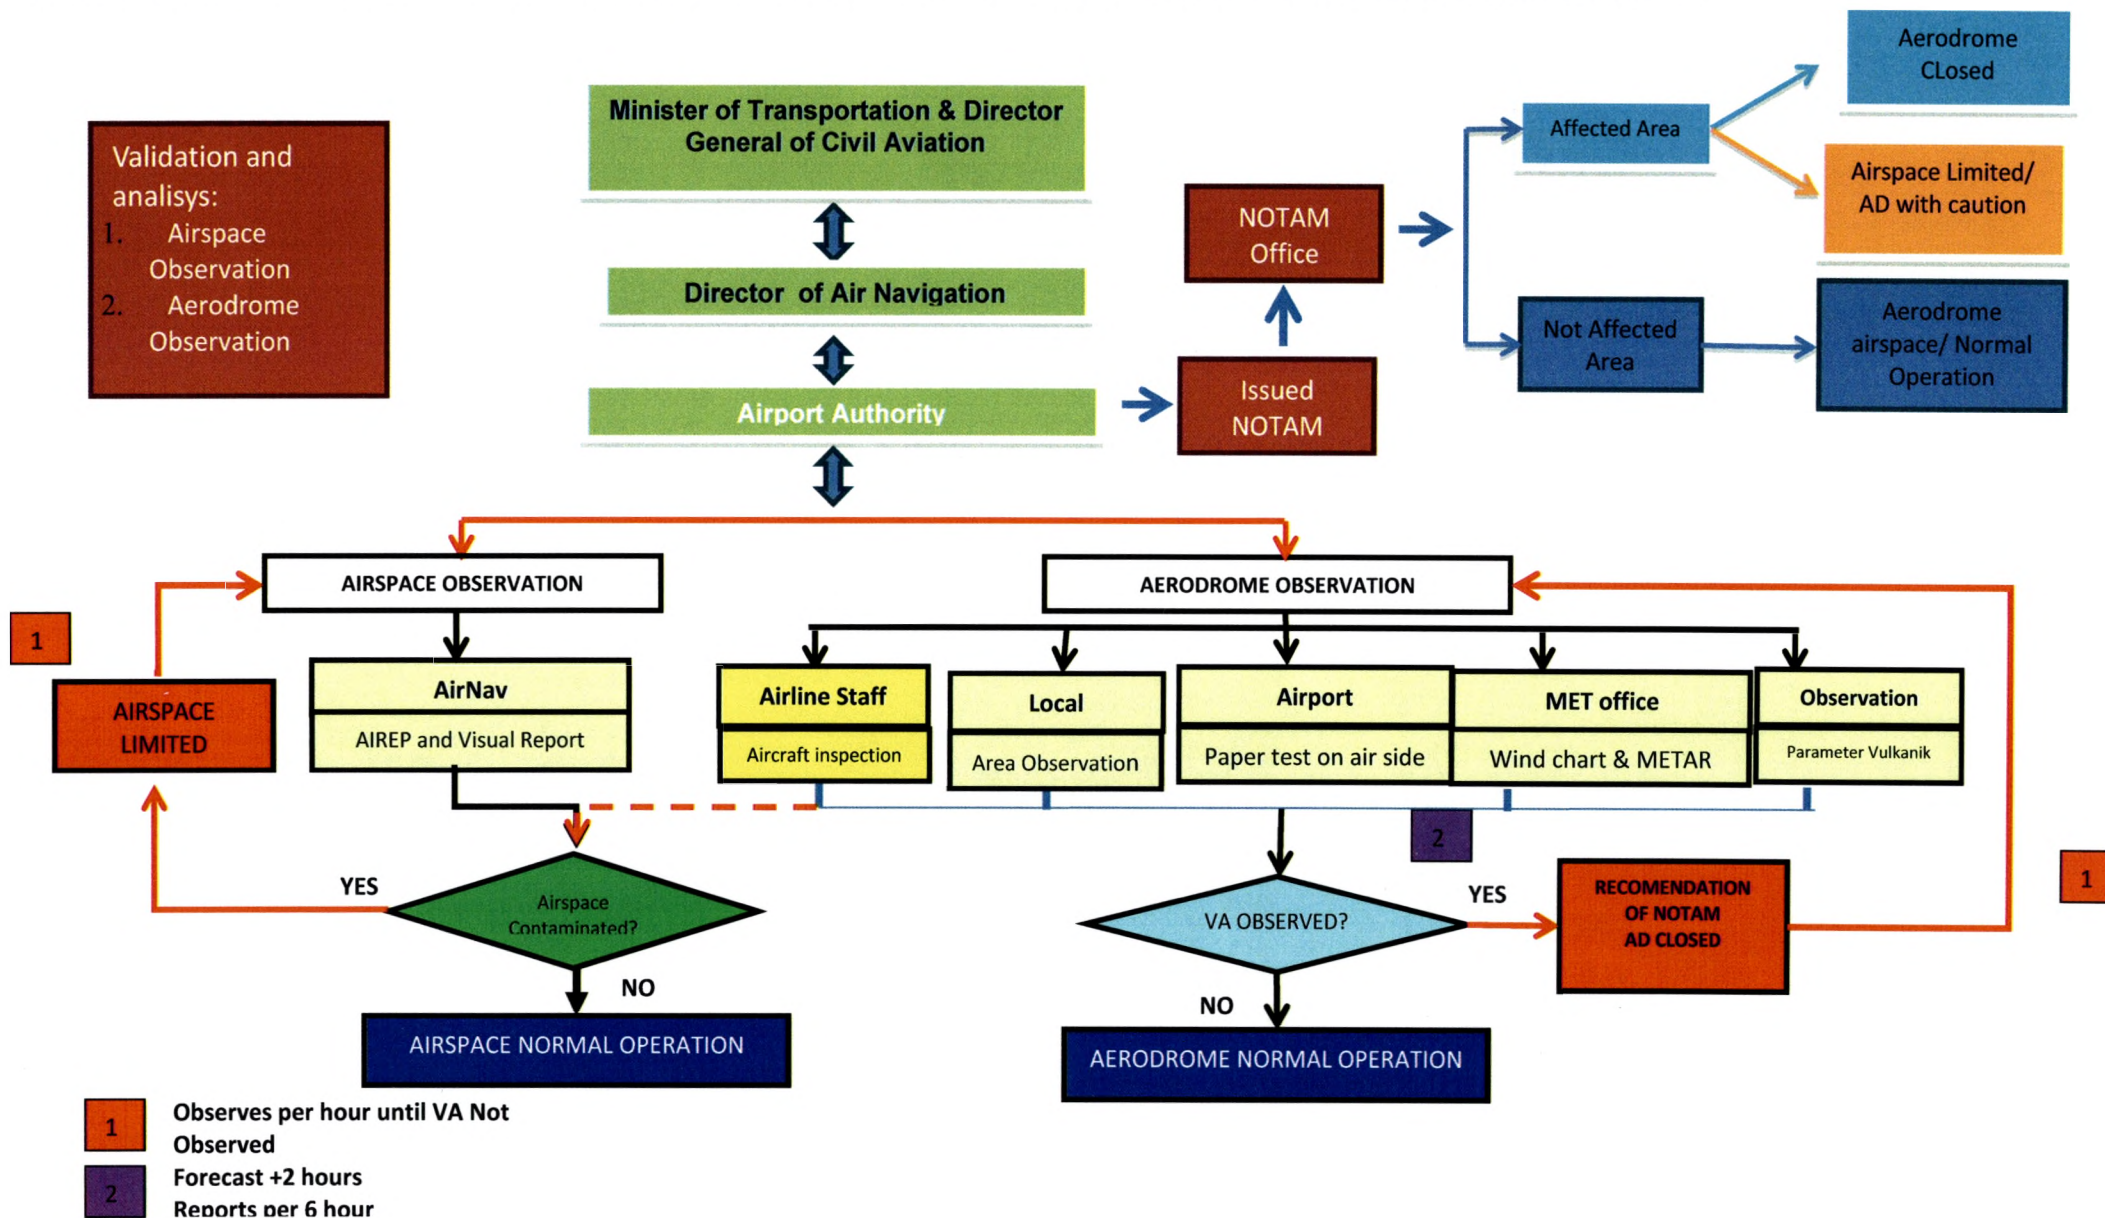 Validation and
analisys:
1. Airspace
Observation
2. Aerodrome
Observation
Minister of Transportation & Director
General of Civil Aviation
Director of Air Navigation
Airport Authority
NOTAM
Office
Issued
NOTAM
Affected Area
Not Affected
Area
Aerodrome
CLosed
Airspace Limited/
AD with caution
Aerodrome
airspace/ Normal
Operation
AIRSPACE OBSERVATION
AERODROME OBSERVATION
1
AIRSPACE
LIMITED
AirNav
AIREP and Visual Report
Airline Staff
Aircraft inspection
Local
Area Observation
Airport
Paper test on air side
MET office
Wind chart & METAR
Observation
Parameter Vulkanik
2
YES
Airspace
Contaminated?
NO
AIRSPACE NORMAL OPERATION
VA OBSERVED?
YES
NO
RECOMENDATION
OF NOTAM
AD CLOSED
1
AERODROME NORMAL OPERATION
1 Observes per hour until VA Not
Observed
2 Forecast +2 hours
Reports per 6 hour